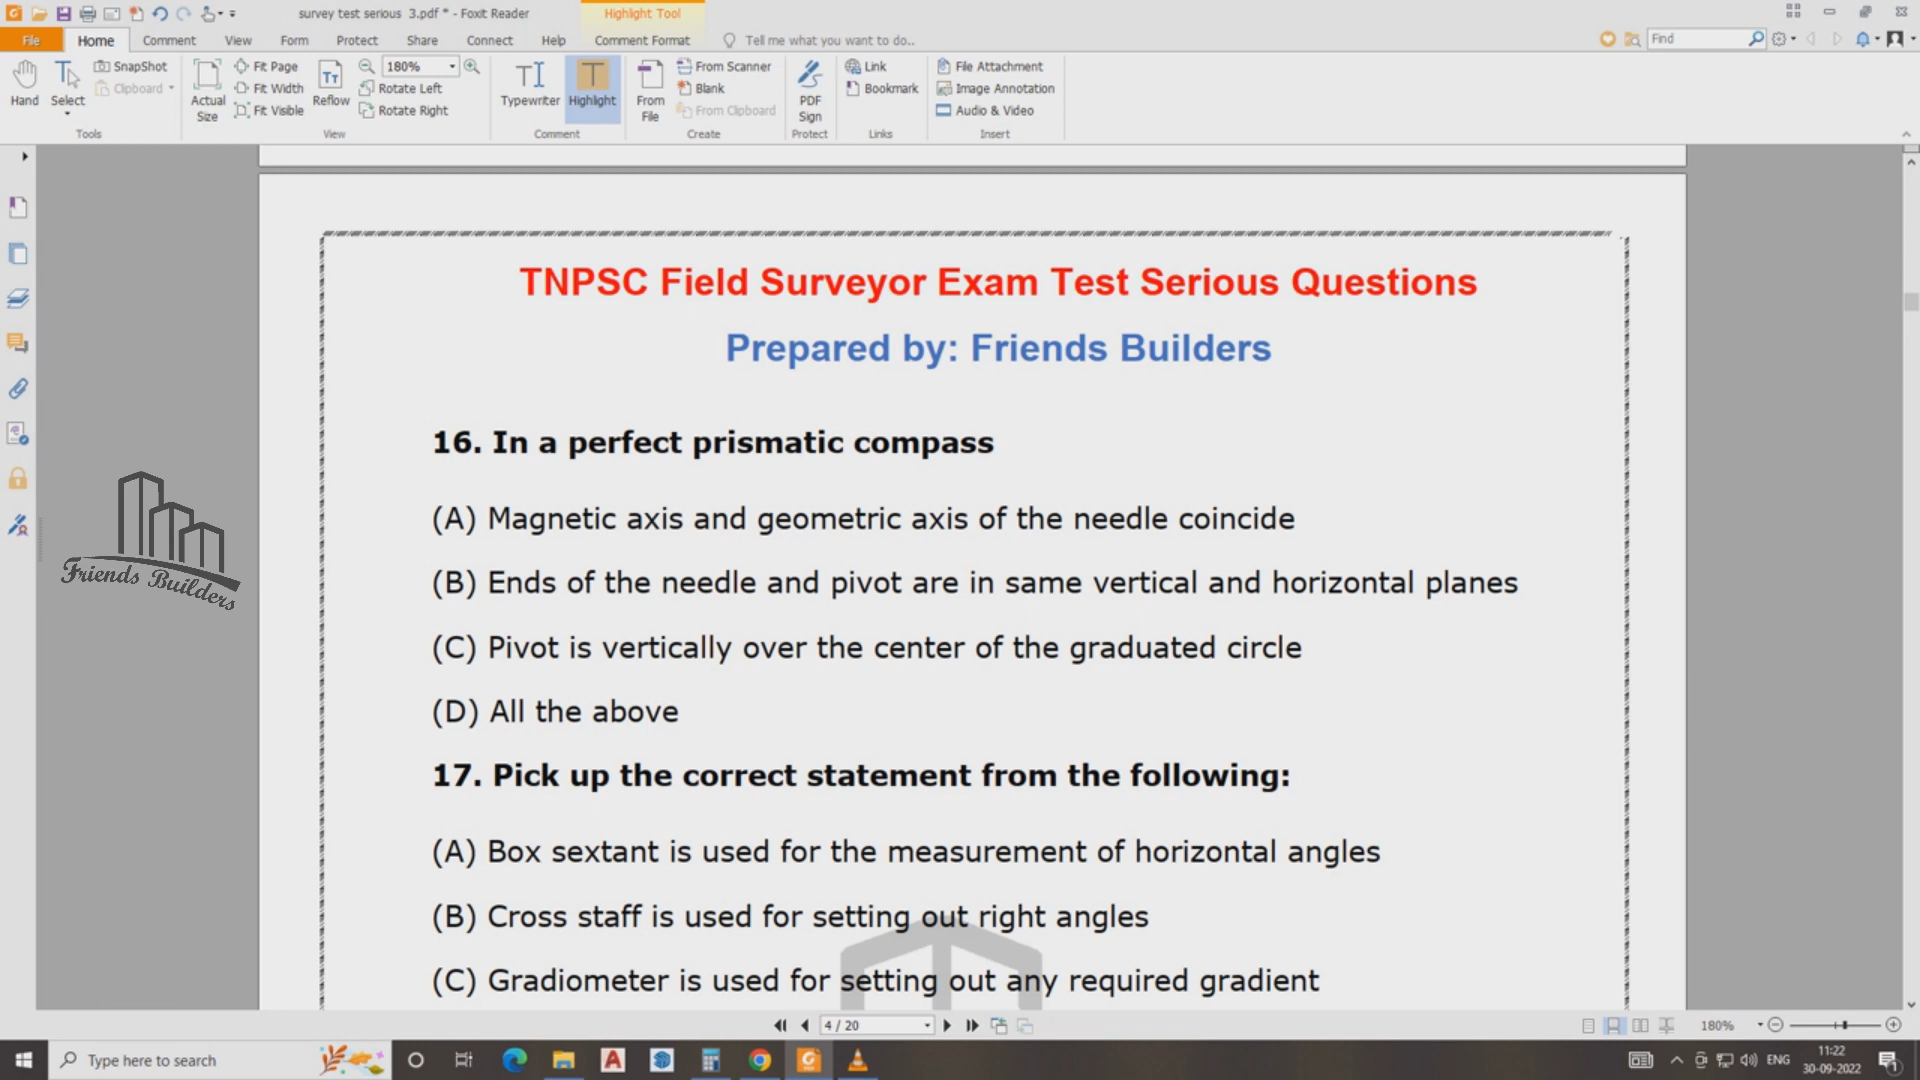 survey test serious 3.pdf * - Foxit Reader
Highlight Tool
File
Home
Comment
View
Form
Protect
Share
Connect
Help
Comment Format
Tell me what you want to do..
Find
Hand
Select
SnapShot
Clipboard
Tools
Actual Size
Fit Page
Fit Width
Fit Visible
Reflow
180%
Rotate Left
Rotate Right
View
Typewriter
Highlight
Comment
From File
From Scanner
Blank
From Clipboard
Create
PDF Sign
Protect
Link
Bookmark
Links
File Attachment
Image Annotation
Audio & Video
Insert
TNPSC Field Surveyor Exam Test Serious Questions
Prepared by: Friends Builders
16. In a perfect prismatic compass
(A) Magnetic axis and geometric axis of the needle coincide
(B) Ends of the needle and pivot are in same vertical and horizontal planes
(C) Pivot is vertically over the center of the graduated circle
(D) All the above
17. Pick up the correct statement from the following:
(A) Box sextant is used for the measurement of horizontal angles
(B) Cross staff is used for setting out right angles
(C) Gradiometer is used for setting out any required gradient
Friends Builders
4 / 20
180%
Type here to search
ENG
11:22
30-09-2022